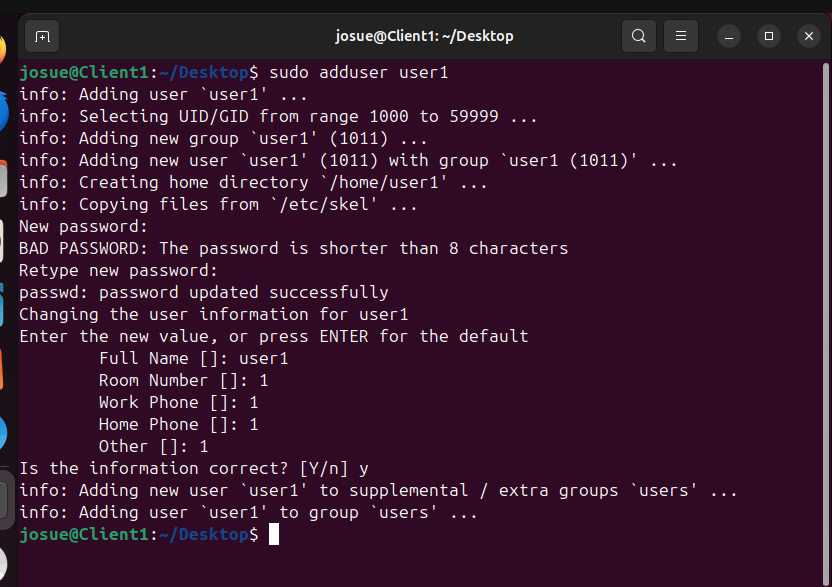 josue@Client1: ~/Desktop
josue@Client1:~/Desktop$ sudo adduser user1
info: Adding user `user1' ...
info: Selecting UID/GID from range 1000 to 59999 ...
info: Adding new group `user1' (1011) ...
info: Adding new user `user1' (1011) with group `user1 (1011)' ...
info: Creating home directory `/home/user1' ...
info: Copying files from `/etc/skel' ...
New password:
BAD PASSWORD: The password is shorter than 8 characters
Retype new password:
passwd: password updated successfully
Changing the user information for user1
Enter the new value, or press ENTER for the default
        Full Name []: user1
        Room Number []: 1
        Work Phone []: 1
        Home Phone []: 1
        Other []: 1
Is the information correct? [Y/n] y
info: Adding new user `user1' to supplemental / extra groups `users' ...
info: Adding user `user1' to group `users' ...
josue@Client1:~/Desktop$